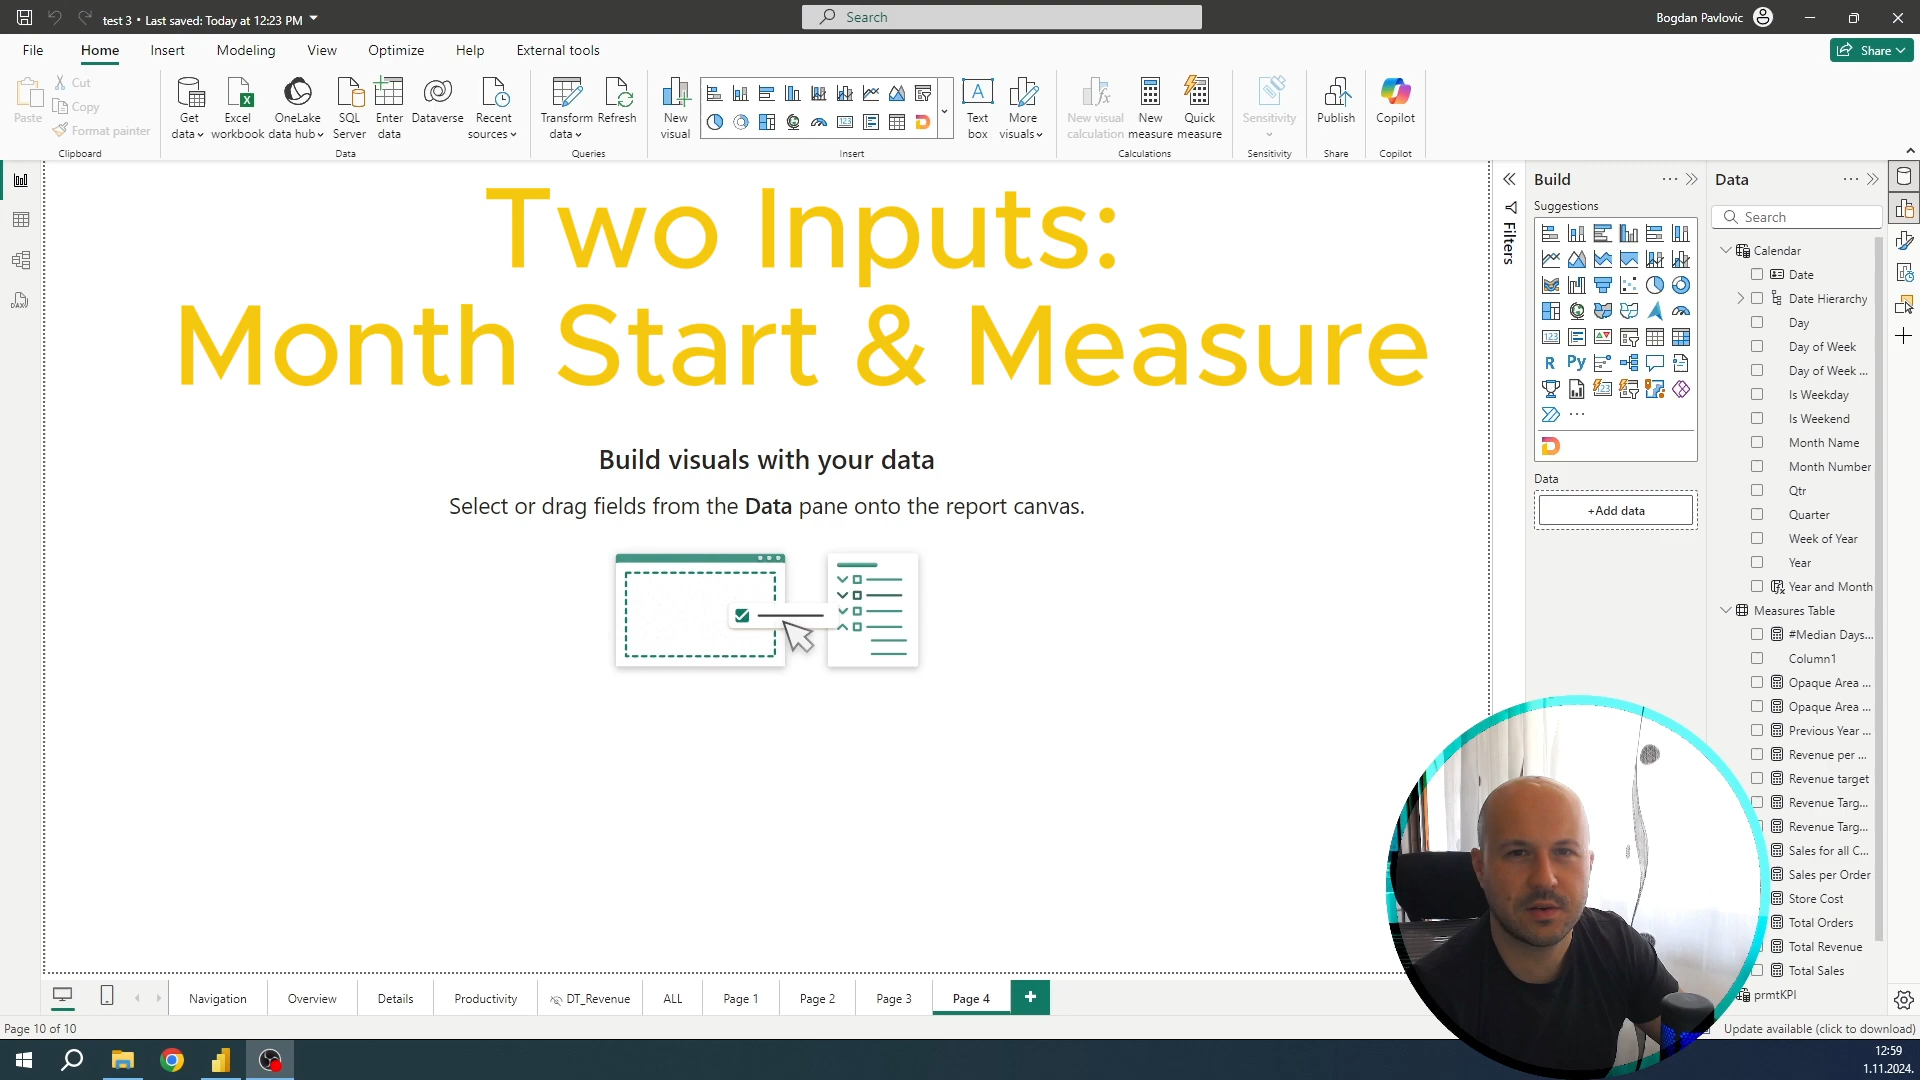 test 3 • Last saved: Today at 12:23 PM
Search
Bogdan Pavlovic
File
Home
Insert
Modeling
View
Optimize
Help
External tools
Share
Paste
Cut
Copy
Format painter
Clipboard
Get data
Excel workbook
OneLake data hub
SQL Server
Enter data
Dataverse
Recent sources
Data
Transform data
Refresh
Queries
New visual
Text box
More visuals
Insert
New visual calculation
New measure
Quick measure
Calculations
Sensitivity
Sensitivity
Publish
Share
Copilot
Copilot
Two Inputs:
Month Start & Measure
Build visuals with your data
Select or drag fields from the Data pane onto the report canvas.
Filters
Build
Suggestions
R
Py
Data
+Add data
Data
Search
Calendar
Date
Date Hierarchy
Day
Day of Week
Day of Week ...
Is Weekday
Is Weekend
Month Name
Month Number
Qtr
Quarter
Week of Year
Year
Year and Month
Measures Table
#Median Days...
Column1
Opaque Area ...
Opaque Area ...
Previous Year ...
Revenue per ...
Revenue target
Revenue Targ...
Revenue Targ...
Sales for all C...
Sales per Order
Store Cost
Total Orders
Total Revenue
Total Sales
prmtKPI
Navigation
Overview
Details
Productivity
DT_Revenue
ALL
Page 1
Page 2
Page 3
Page 4
Page 10 of 10
Update available (click to download)
12:59
1.11.2024.